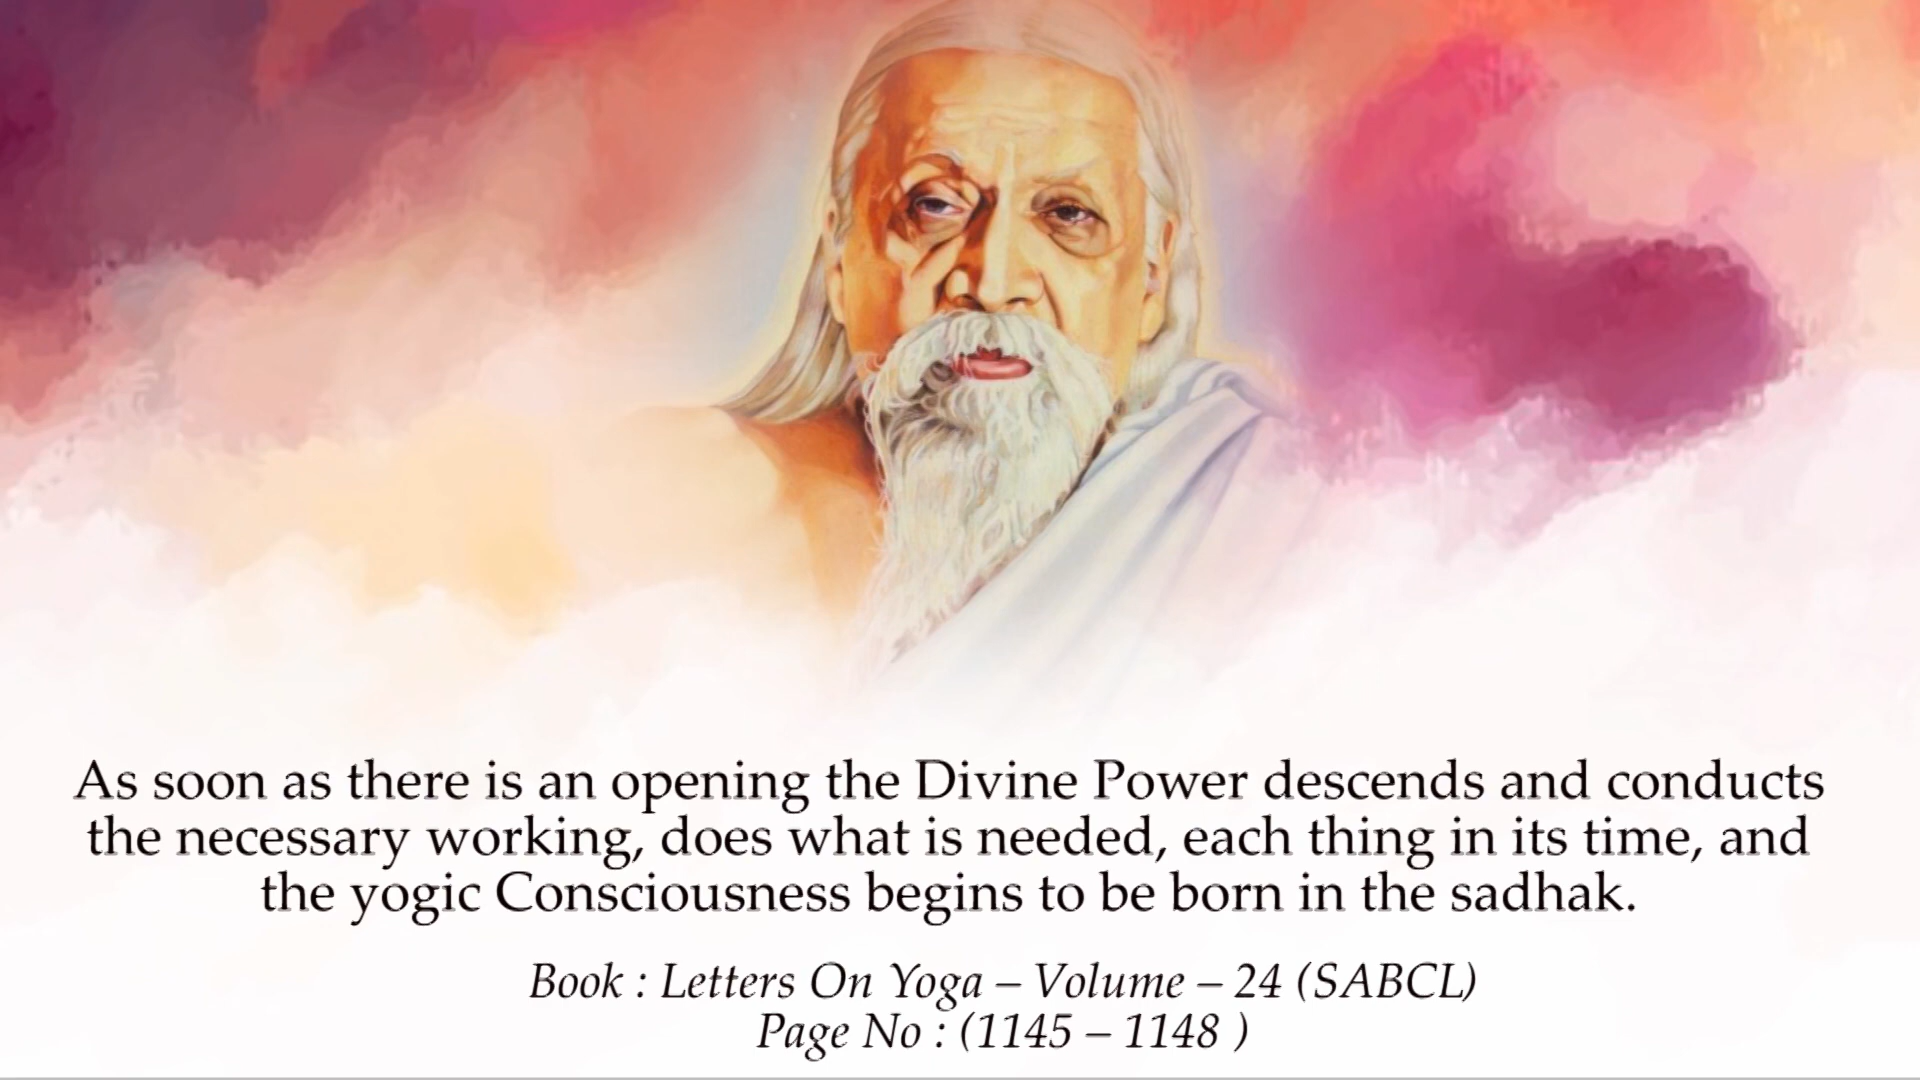 As soon as there is an opening the Divine Power descends and conducts
the necessary working, does what is needed, each thing in its time, and
the yogic Consciousness begins to be born in the sadhak.
Book : Letters On Yoga – Volume – 24 (SABCL)
Page No : (1145 – 1148 )